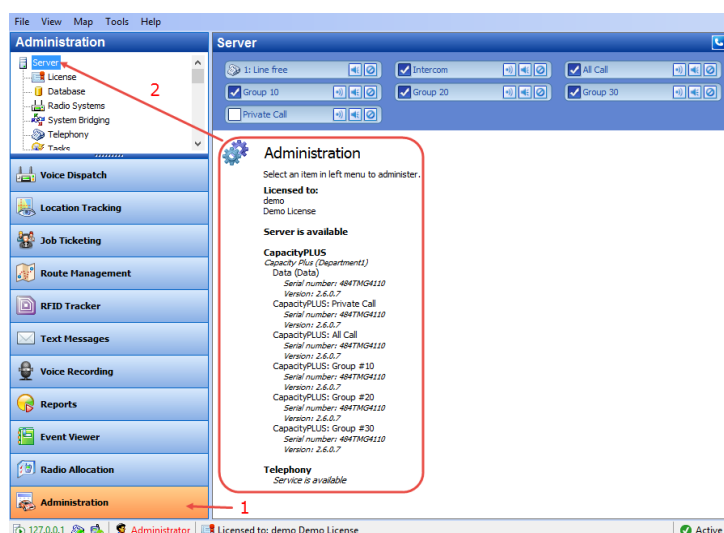 File View Map Tools Help
Administration
Server
License
Database
Radio Systems
System Bridging
Telephony
Tasks
2
Voice Dispatch
Location Tracking
Job Ticketing
Route Management
RFID Tracker
Text Messages
Voice Recording
Reports
Event Viewer
Radio Allocation
Administration
1
Server
1: Line free
Intercom
All Call
Group 10
Group 20
Group 30
Private Call
Administration
Select an item in left menu to administer.
Licensed to:
demo
Demo License
Server is available
CapacityPLUS
Capacity Plus (Department1)
Data (Data)
Serial number: 484TMG4110
Version: 2.6.0.7
CapacityPLUS: Private Call
Serial number: 484TMG4110
Version: 2.6.0.7
CapacityPLUS: All Call
Serial number: 484TMG4110
Version: 2.6.0.7
CapacityPLUS: Group #10
Serial number: 484TMG4110
Version: 2.6.0.7
CapacityPLUS: Group #20
Serial number: 484TMG4110
Version: 2.6.0.7
CapacityPLUS: Group #30
Serial number: 484TMG4110
Version: 2.6.0.7
Telephony
Service is available
127.0.0.1 Administrator Licensed to: demo Demo License Active